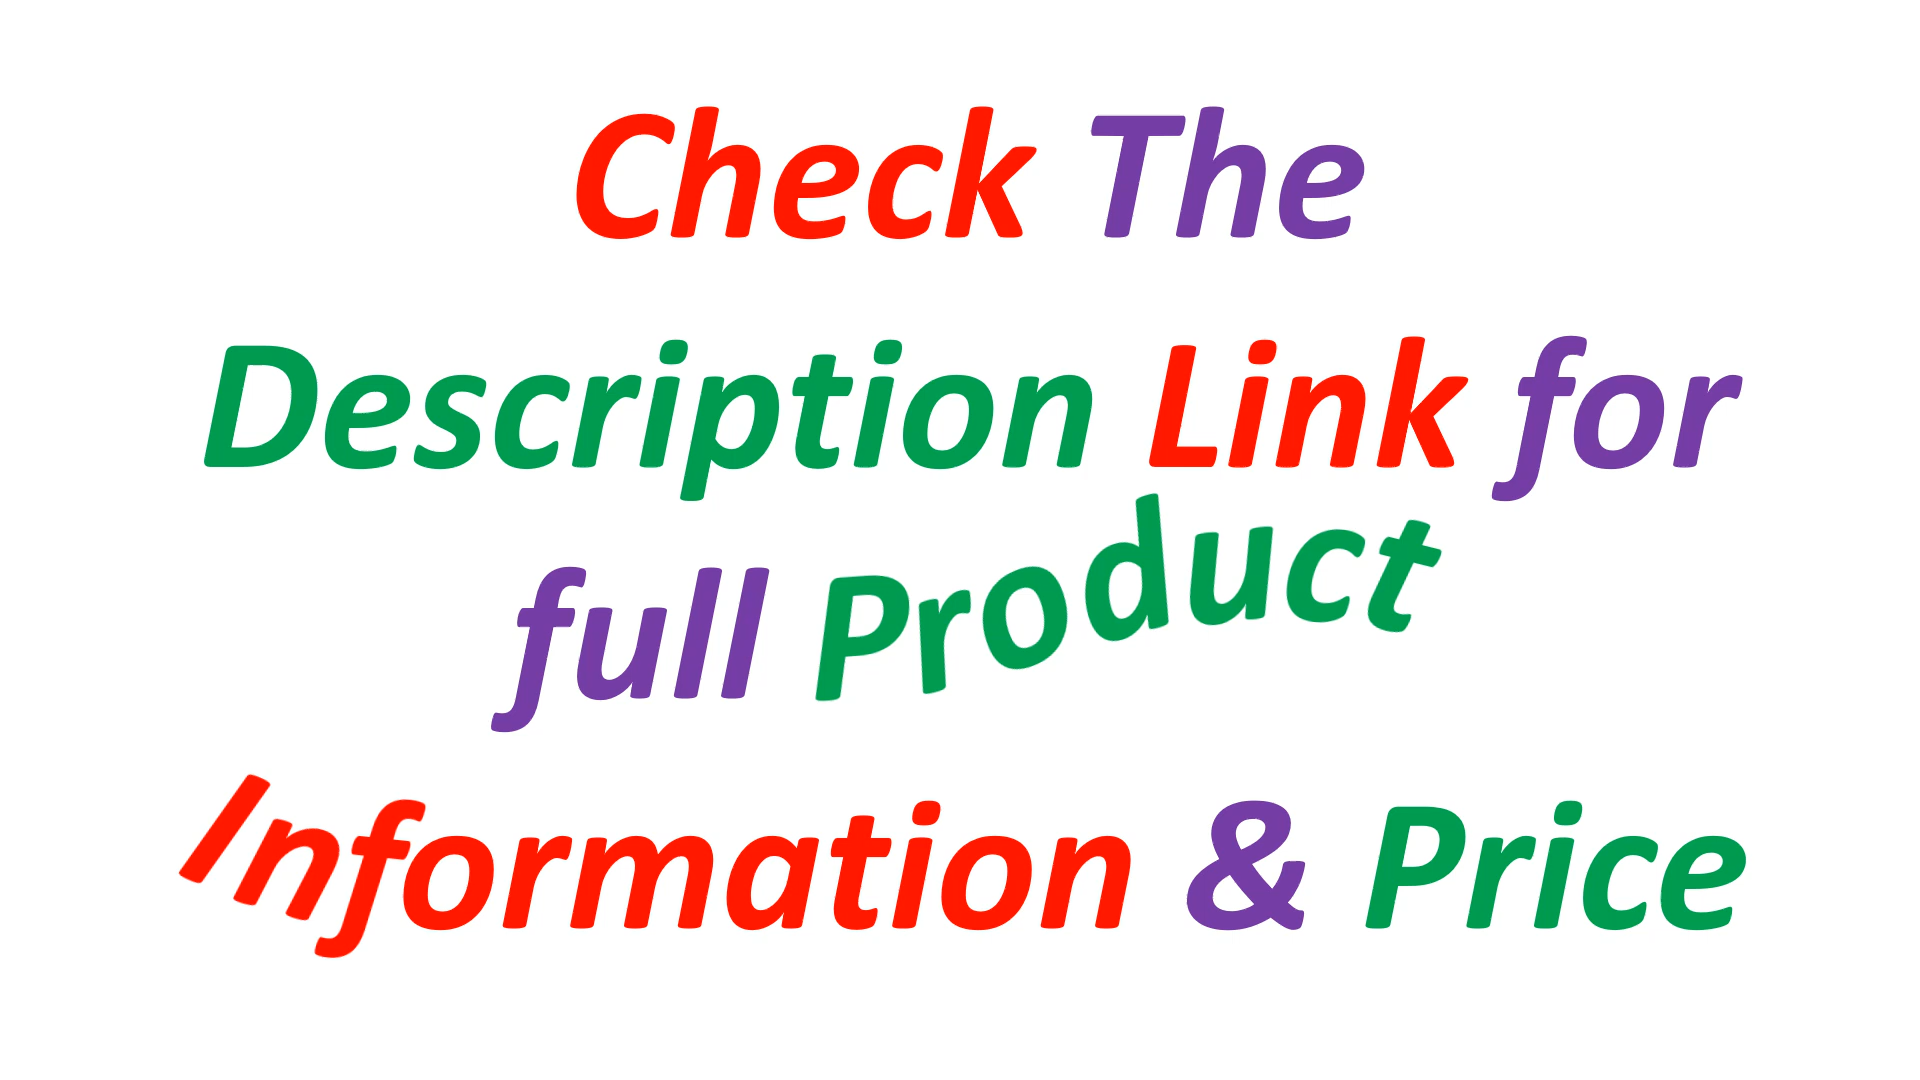 Check The
Description Link for
full Product
Information & Price